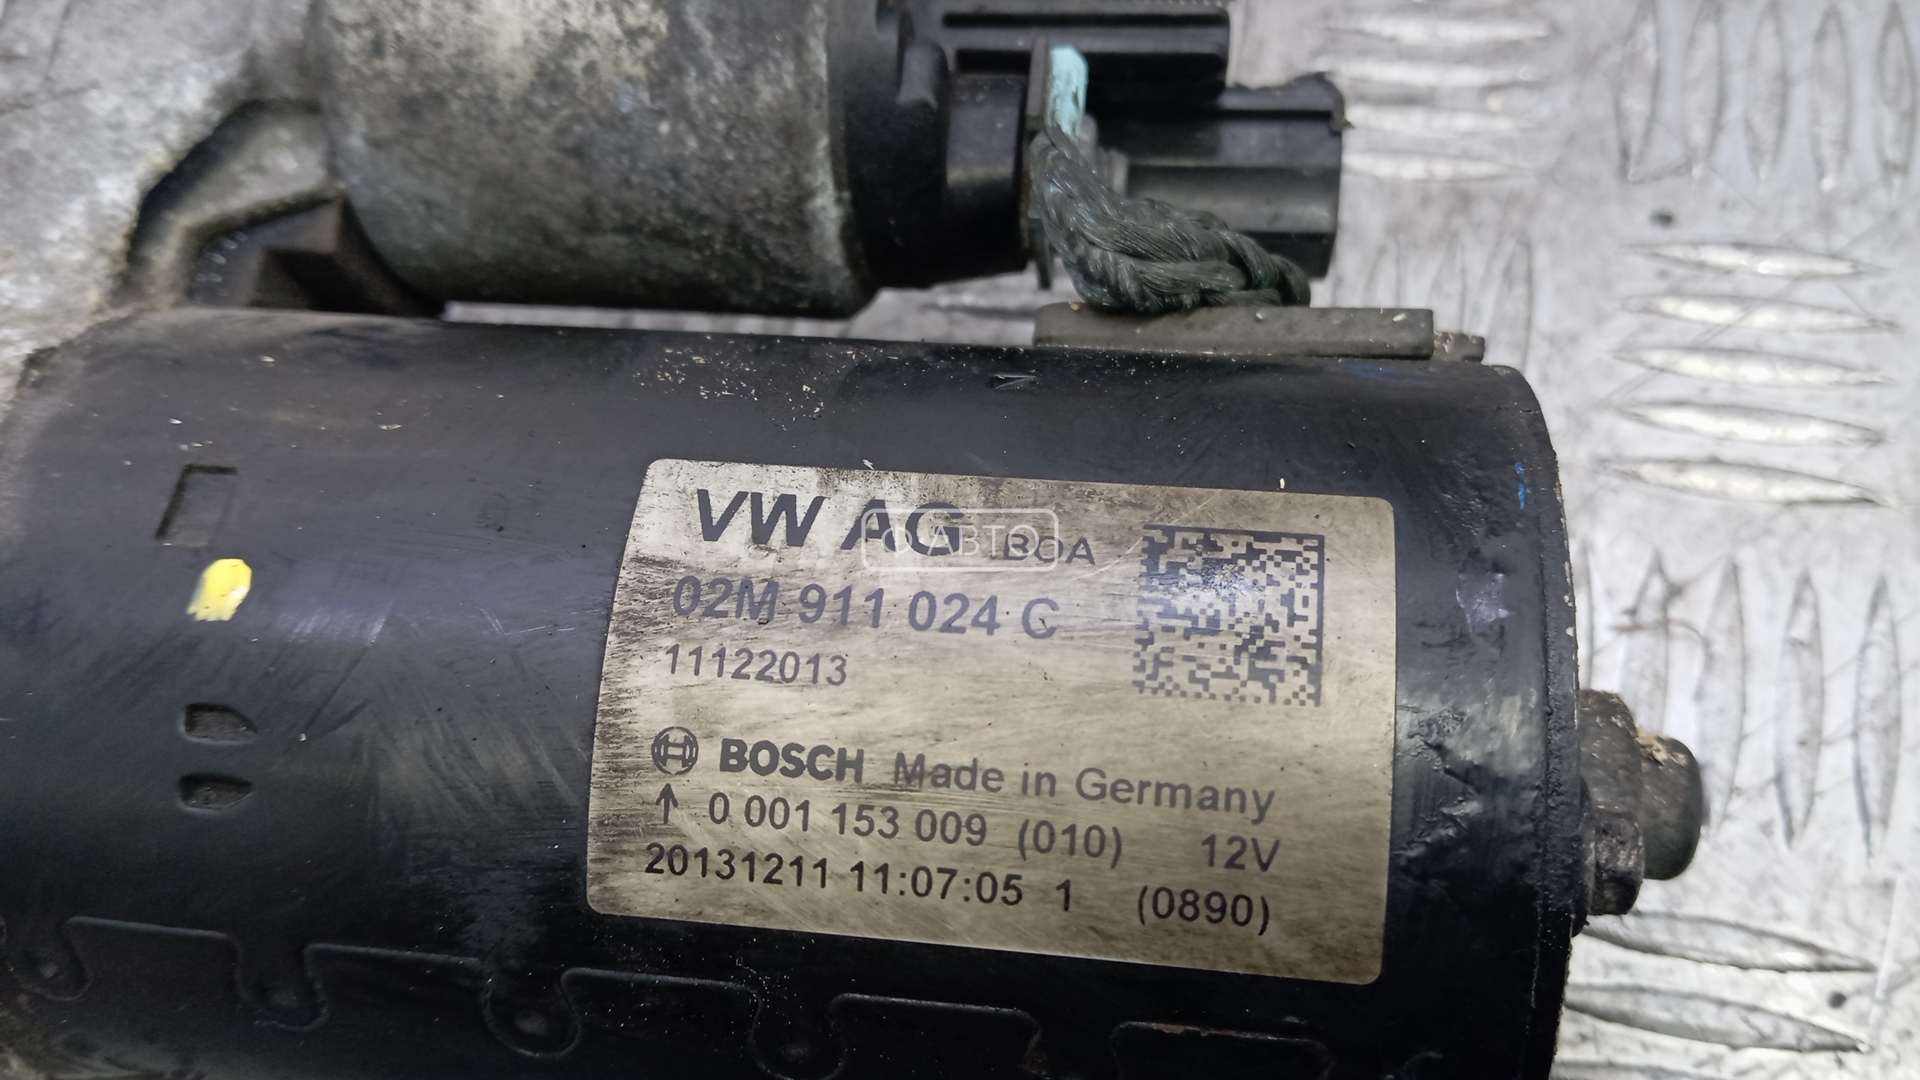 VW AG BOA
О АВТО
02M 911 024 C
11122013
BOSCH Made in Germany
↑ 0 001 153 009 (010) 12V
20131211 11:07:05 1 (0890)